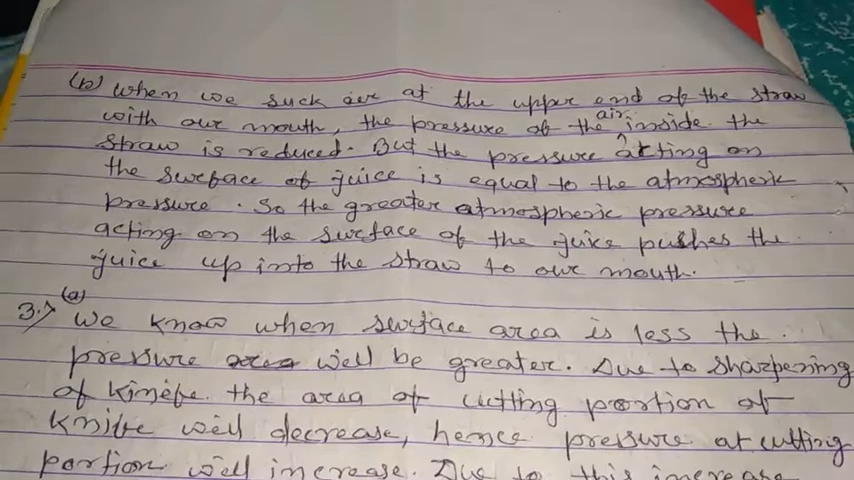 (b) When we suck air at the upper end of the straw
with our mouth, the pressure of the air inside the
straw is reduced. But the pressure acting on
the surface of juice is equal to the atmospheric
pressure. So the greater atmospheric pressure
acting on the surface of the juice pushes the
juice up into the straw to our mouth.
3.> (a) We know when surface area is less the
pressure area will be greater. Due to sharpening
of knife the area of cutting portion of
knife will decrease, hence pressure at cutting
portion will increase. Due to this increase